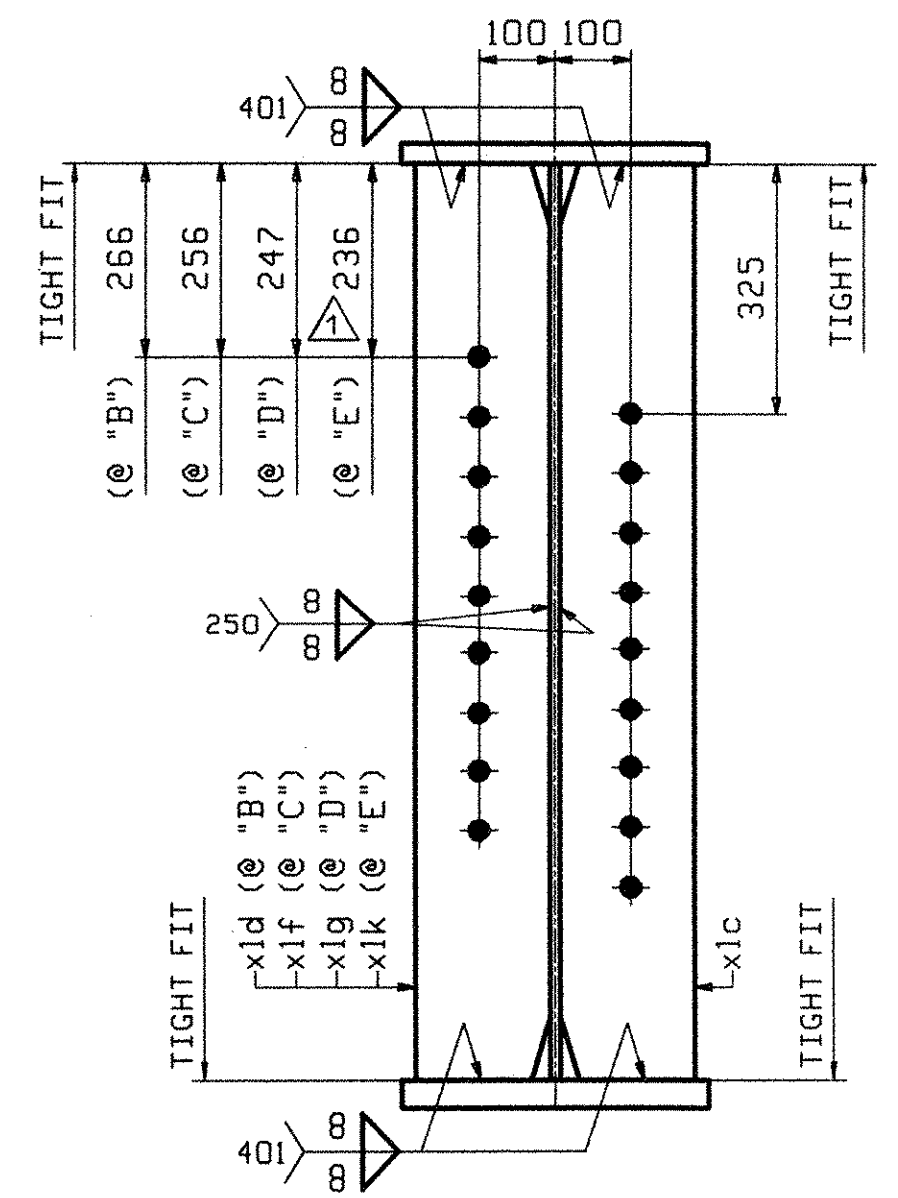 100 100
401 8
8
TIGHT FIT
266
(@ "B")
256
(@ "C")
247
(@ "D")
236
(@ "E")
1
325
TIGHT FIT
250 8
8
x1d (@ "B")
x1f (@ "C")
x1g (@ "D")
x1k (@ "E")
x1c
TIGHT FIT
TIGHT FIT
401 8
8